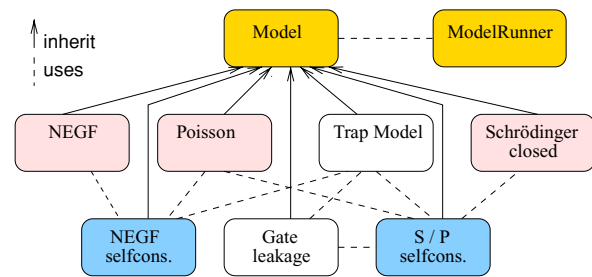 inherit
uses
Model
ModelRunner
NEGF
Poisson
Trap Model
Schrödinger
closed
NEGF
selfcons.
Gate
leakage
S / P
selfcons.